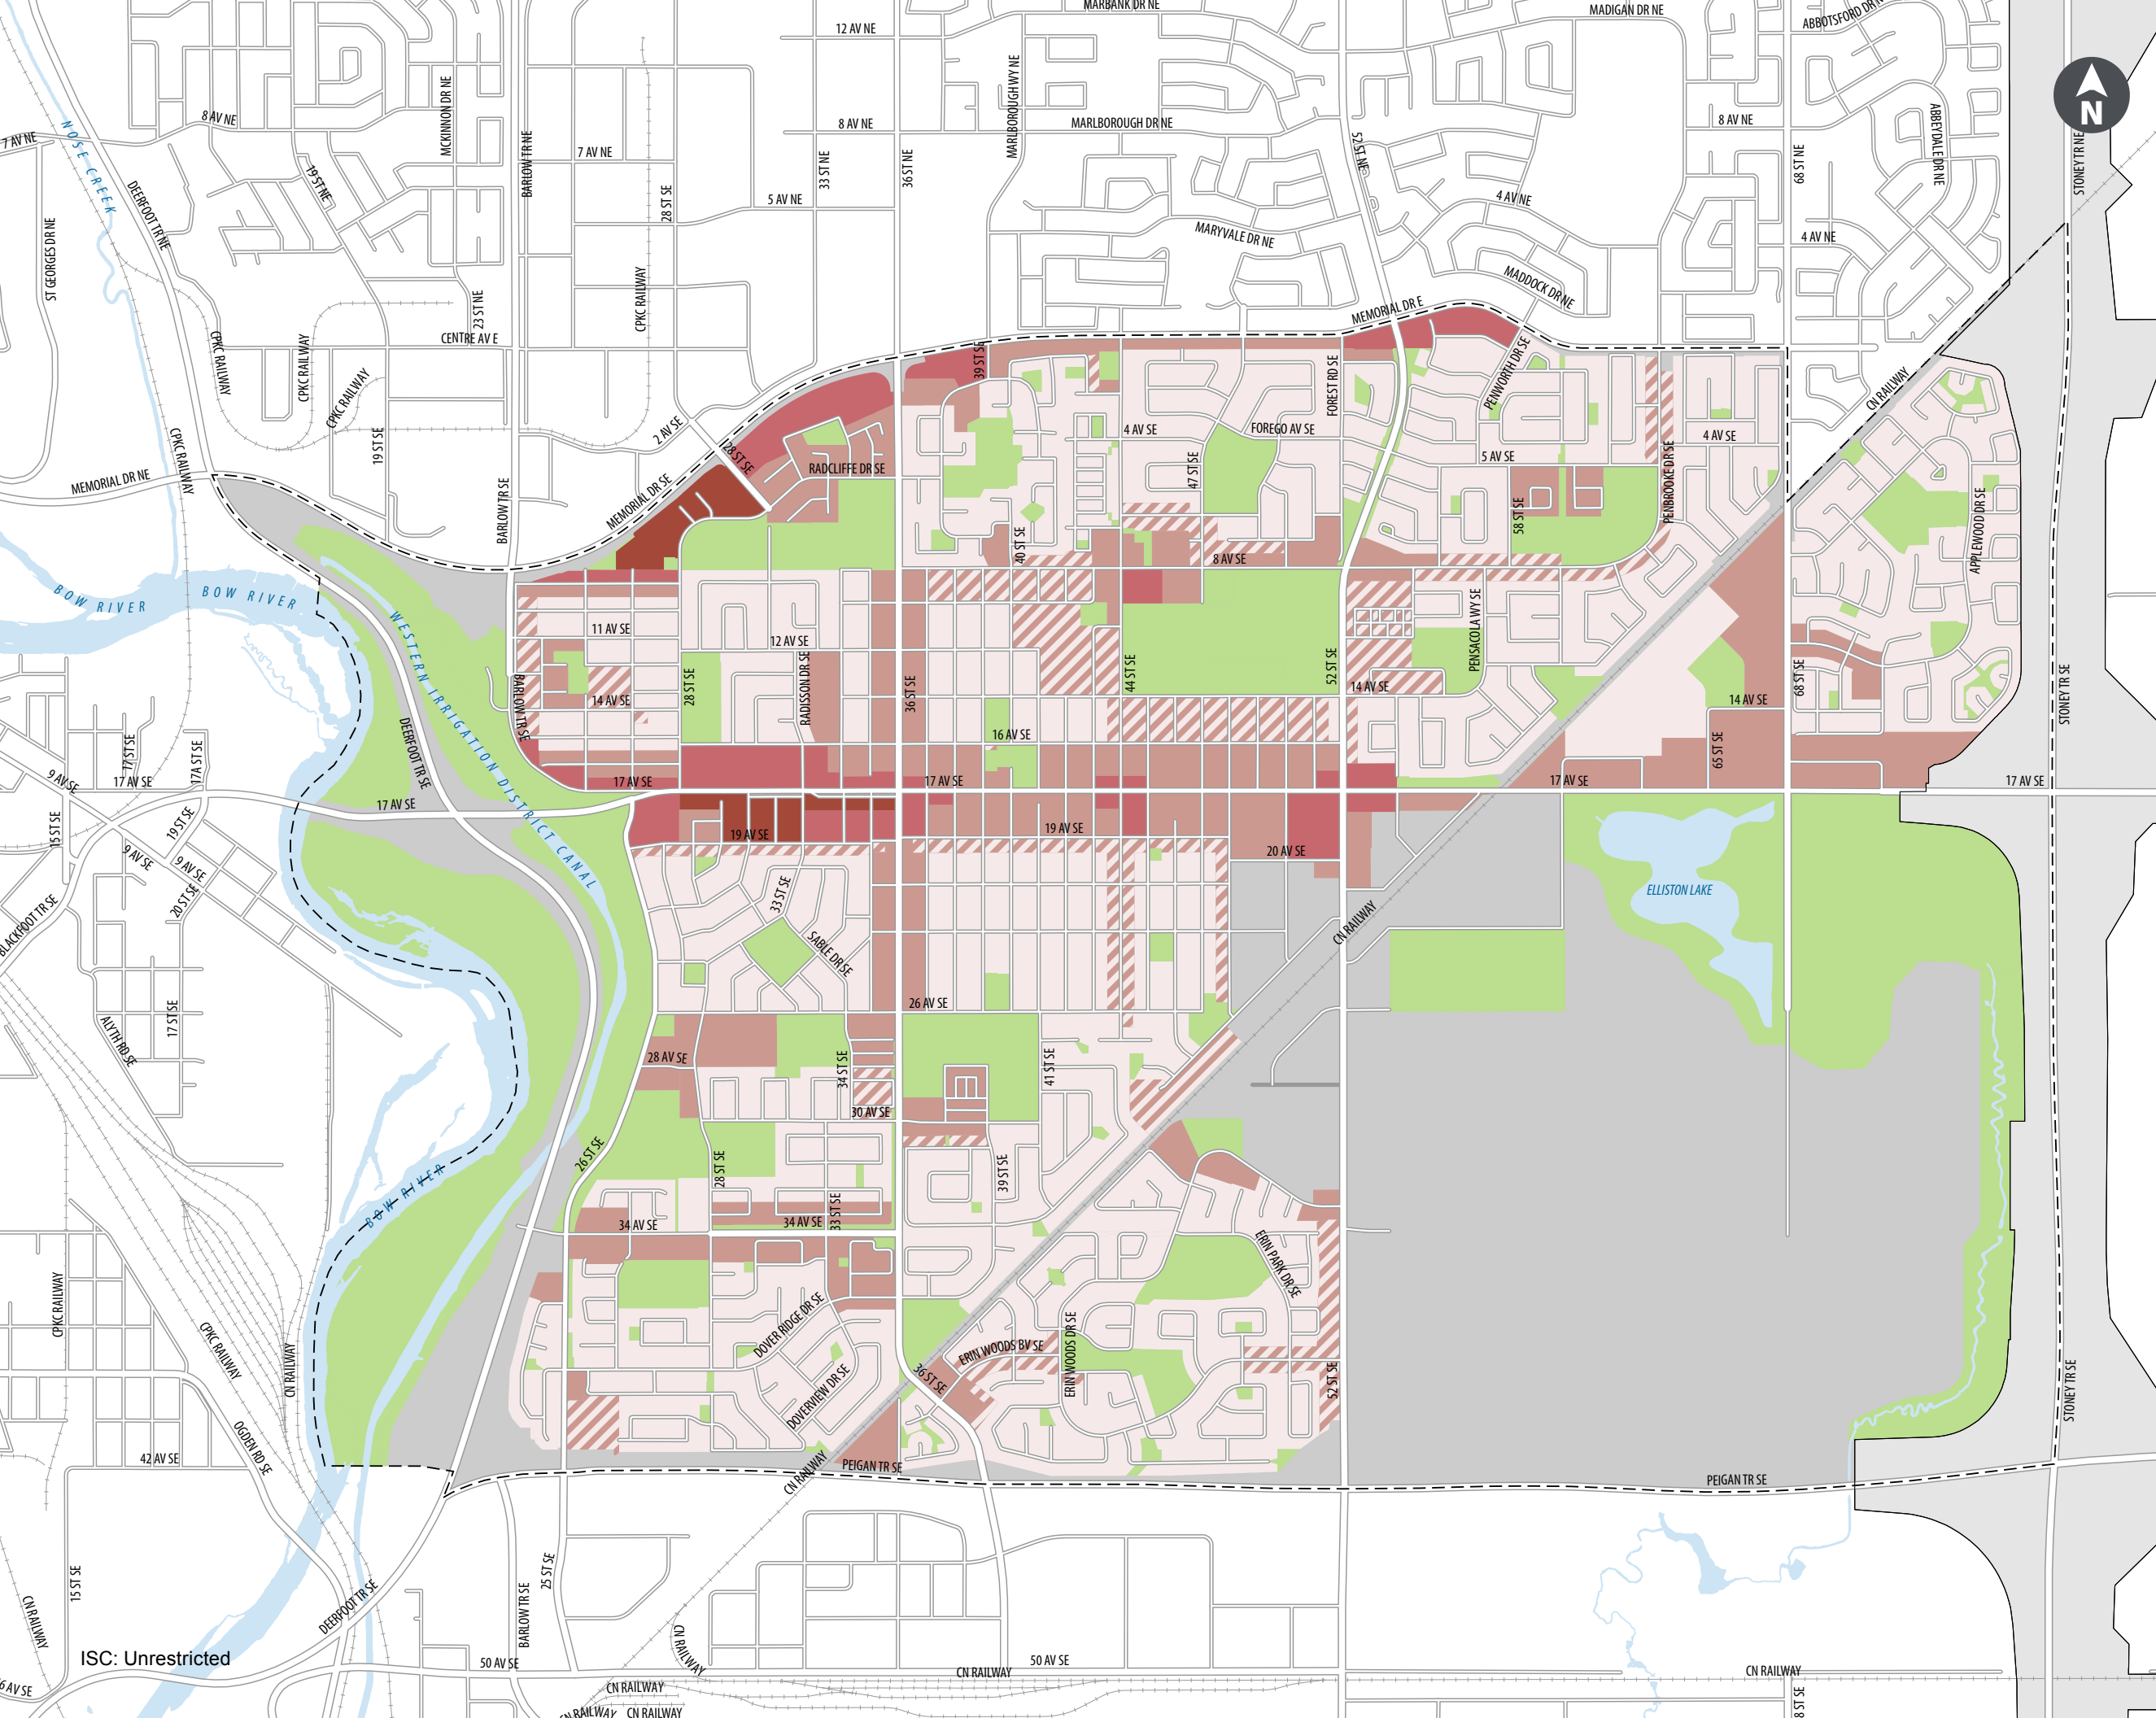 MARBANK DR NE
MADIGAN DR NE
ABBOTSFORD DR NE
12 AV NE
N
MCKINNON DR NE
MARLBOROUGH WY NE
ABBEYDALE DR NE
8 AV NE
8 AV NE
MARLBOROUGH DR NE
8 AV NE
7 AV NE
NOSE CREEK
BARLOW TR NE
7 AV NE
33 ST NE
36 ST NE
52 ST NE
68 ST NE
STONEY TR NE
19 ST NE
28 ST SE
5 AV NE
4 AV NE
DEERFOOT TR NE
ST GEORGES DR NE
MARYVALE DR NE
4 AV NE
CPKC RAILWAY
MADDOCK DR NE
23 ST NE
MEMORIAL DR E
CENTRE AV E
CPKC RAILWAY
CPKC RAILWAY
CPKC RAILWAY
39 ST SE
FOREST RD SE
PENWORTH DR SE
CN RAILWAY
2 AV SE
19 ST SE
28 ST SE
4 AV SE
FOREGO AV SE
4 AV SE
CPKC RAILWAY
RADCLIFFE DR SE
47 ST SE
5 AV SE
PENBROOKE DR SE
MEMORIAL DR NE
MEMORIAL DR SE
BARLOW TR SE
58 ST SE
APPLEWOOD DR SE
40 ST SE
8 AV SE
BOW RIVER
BOW RIVER
WESTERN IRRIGATION DISTRICT CANAL
11 AV SE
12 AV SE
PENSACOLA WY SE
28 ST SE
RADISSON DR SE
36 ST SE
44 ST SE
52 ST SE
14 AV SE
68 ST SE
STONEY TR SE
14 AV SE
14 AV SE
BARLOW TR SE
DEERFOOT TR SE
16 AV SE
65 ST SE
17 ST SE
17A ST SE
9 AV SE
17 AV SE
17 AV SE
17 AV SE
17 AV SE
17 AV SE
17 AV SE
15 ST SE
19 ST SE
19 AV SE
19 AV SE
20 AV SE
9 AV SE
9 AV SE
20 ST SE
33 ST SE
ELLISTON LAKE
BLACKFOOT TR SE
SABLE DR SE
CN RAILWAY
17 ST SE
26 AV SE
ALYTH RD SE
28 AV SE
34 ST SE
41 ST SE
30 AV SE
26 ST SE
28 ST SE
39 ST SE
BOW RIVER
34 AV SE
34 AV SE
33 ST SE
ERIN PARK DR SE
CPKC RAILWAY
CPKC RAILWAY
CN RAILWAY
DOVER RIDGE DR SE
ERIN WOODS BV SE
ERIN WOODS DR SE
36 ST SE
52 ST SE
STONEY TR SE
DOVERVIEW DR SE
OGDEN RD SE
42 AV SE
CN RAILWAY
PEIGAN TR SE
PEIGAN TR SE
15 ST SE
25 ST SE
BARLOW TR SE
DEERFOOT TR SE
CN RAILWAY
ISC: Unrestricted
CN RAILWAY
50 AV SE
50 AV SE
CN RAILWAY
CN RAILWAY
CN RAILWAY
CN RAILWAY